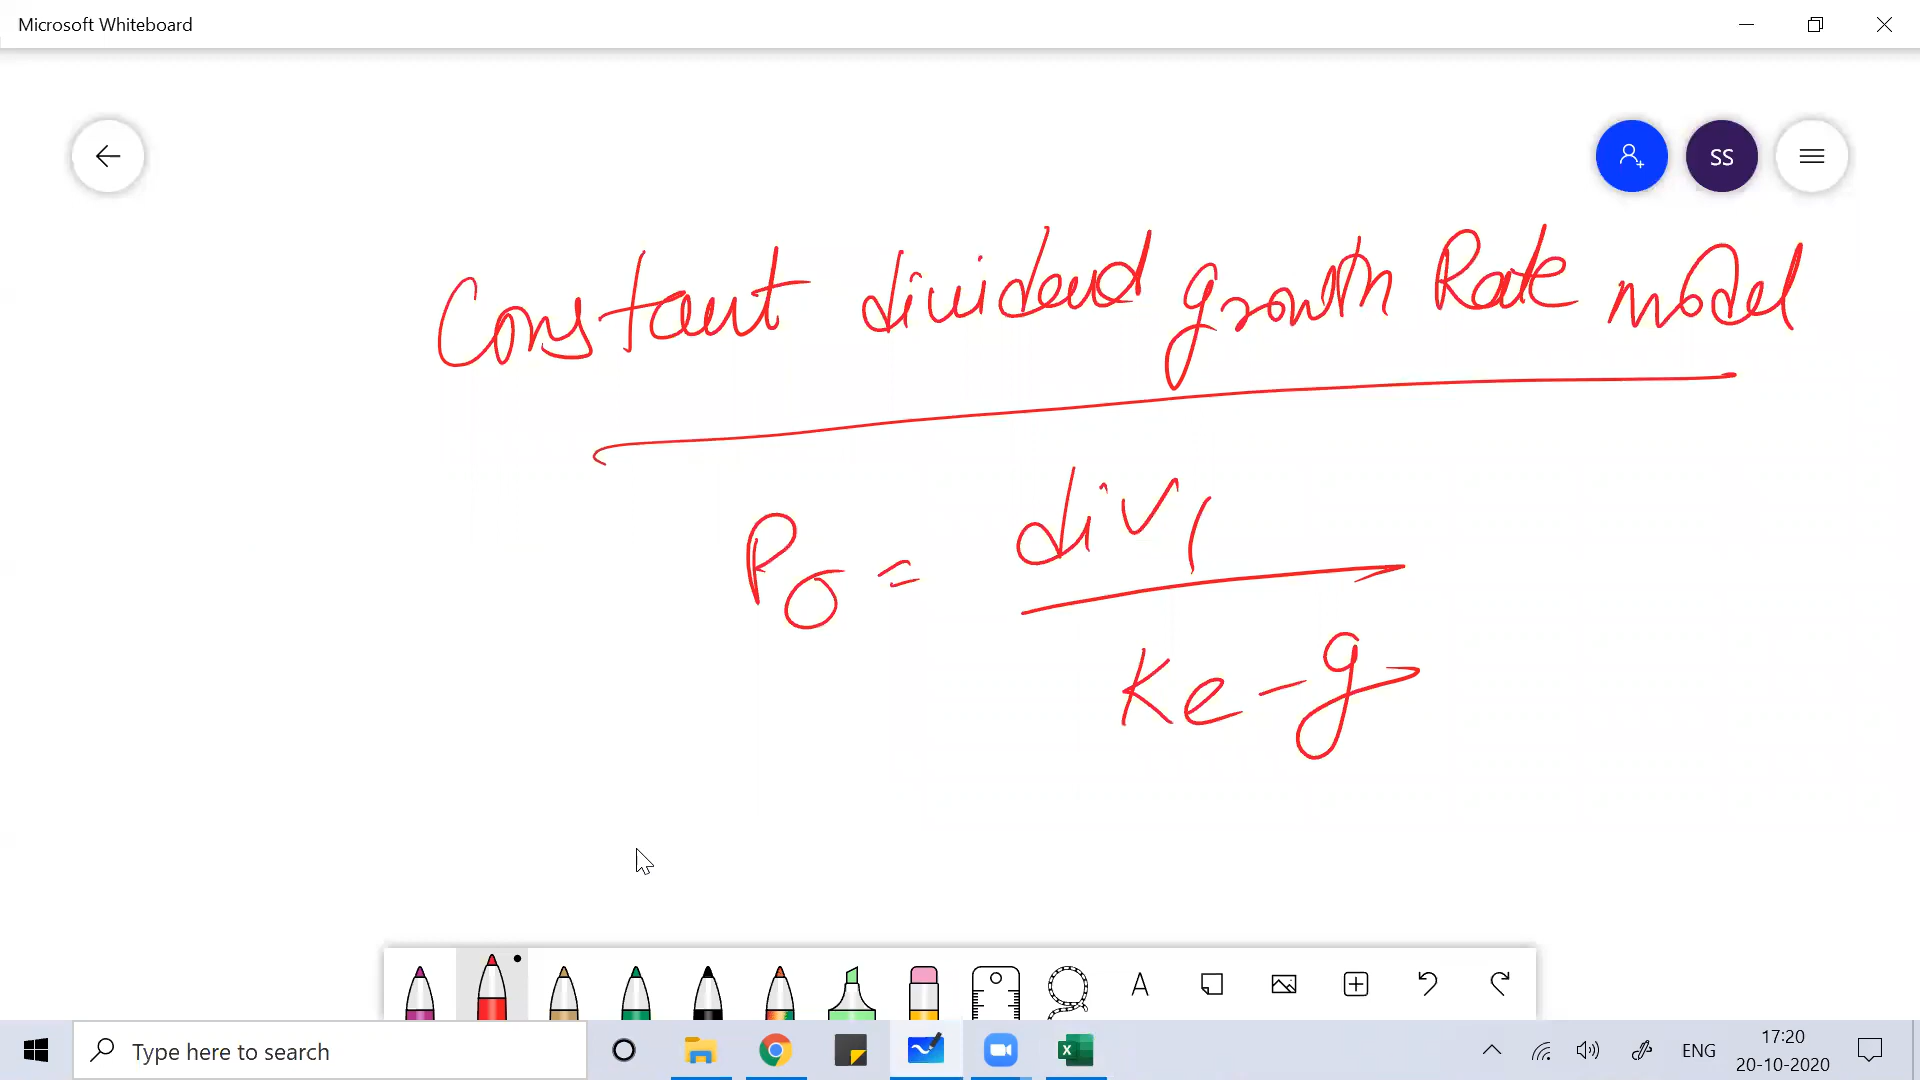 Microsoft Whiteboard
SS
Constant dividend growth Rate model
P0 = div1
Ke - g
A
Type here to search
ENG
17:20
20-10-2020